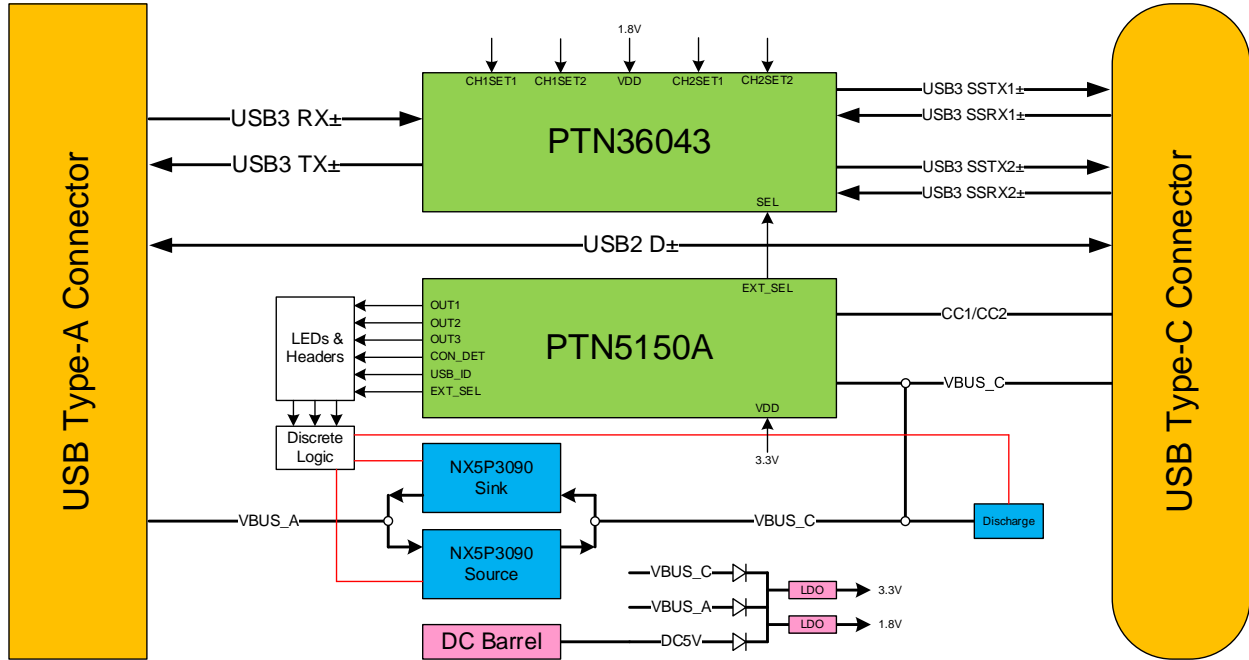 USB Type-A Connector
1.8V
CH1SET1
CH1SET2
VDD
CH2SET1
CH2SET2
USB3 RX±
PTN36043
USB3 TX±
SEL
USB3 SSTX1±
USB3 SSRX1±
USB3 SSTX2±
USB3 SSRX2±
USB2 D±
EXT_SEL
OUT1
OUT2
OUT3
CON_DET
USB_ID
EXT_SEL
PTN5150A
VDD
3.3V
LEDs &
Headers
Discrete
Logic
CC1/CC2
VBUS_C
NX5P3090
Sink
VBUS_A
VBUS_C
Discharge
NX5P3090
Source
VBUS_C
LDO
3.3V
VBUS_A
LDO
1.8V
DC Barrel
DC5V
USB Type-C Connector